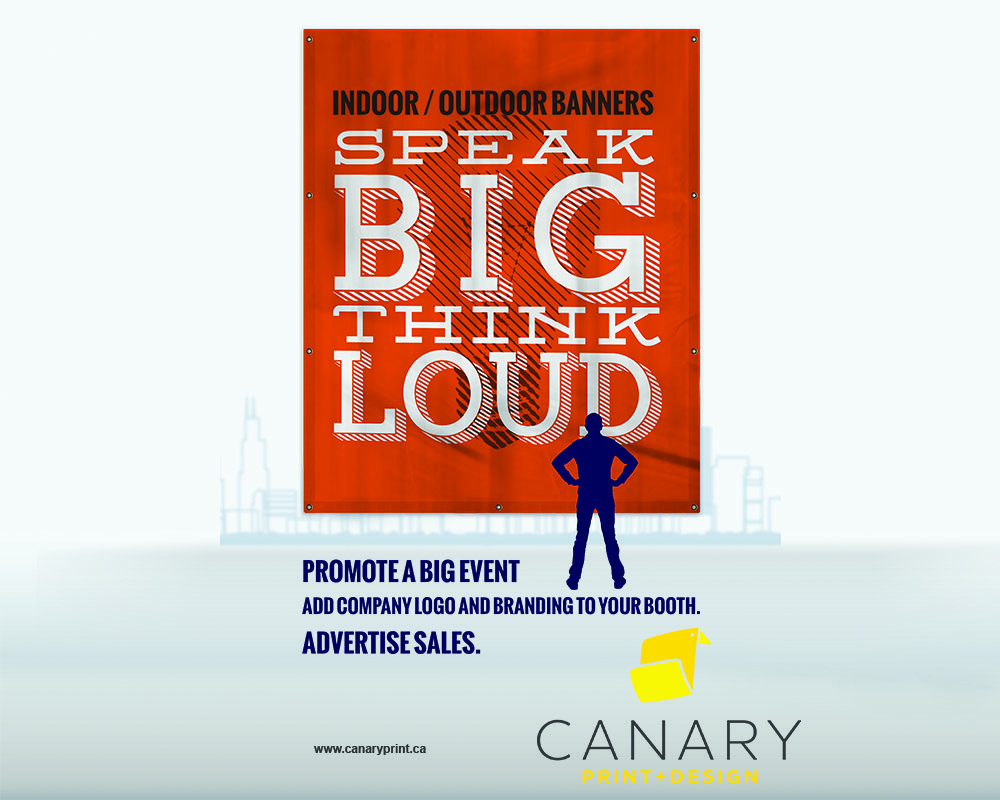 INDOOR / OUTDOOR BANNERS
SPEAK
BIG
THINK
LOUD
PROMOTE A BIG EVENT
ADD COMPANY LOGO AND BRANDING TO YOUR BOOTH.
ADVERTISE SALES.
CANARY
PRINT+DESIGN
www.canaryprint.ca